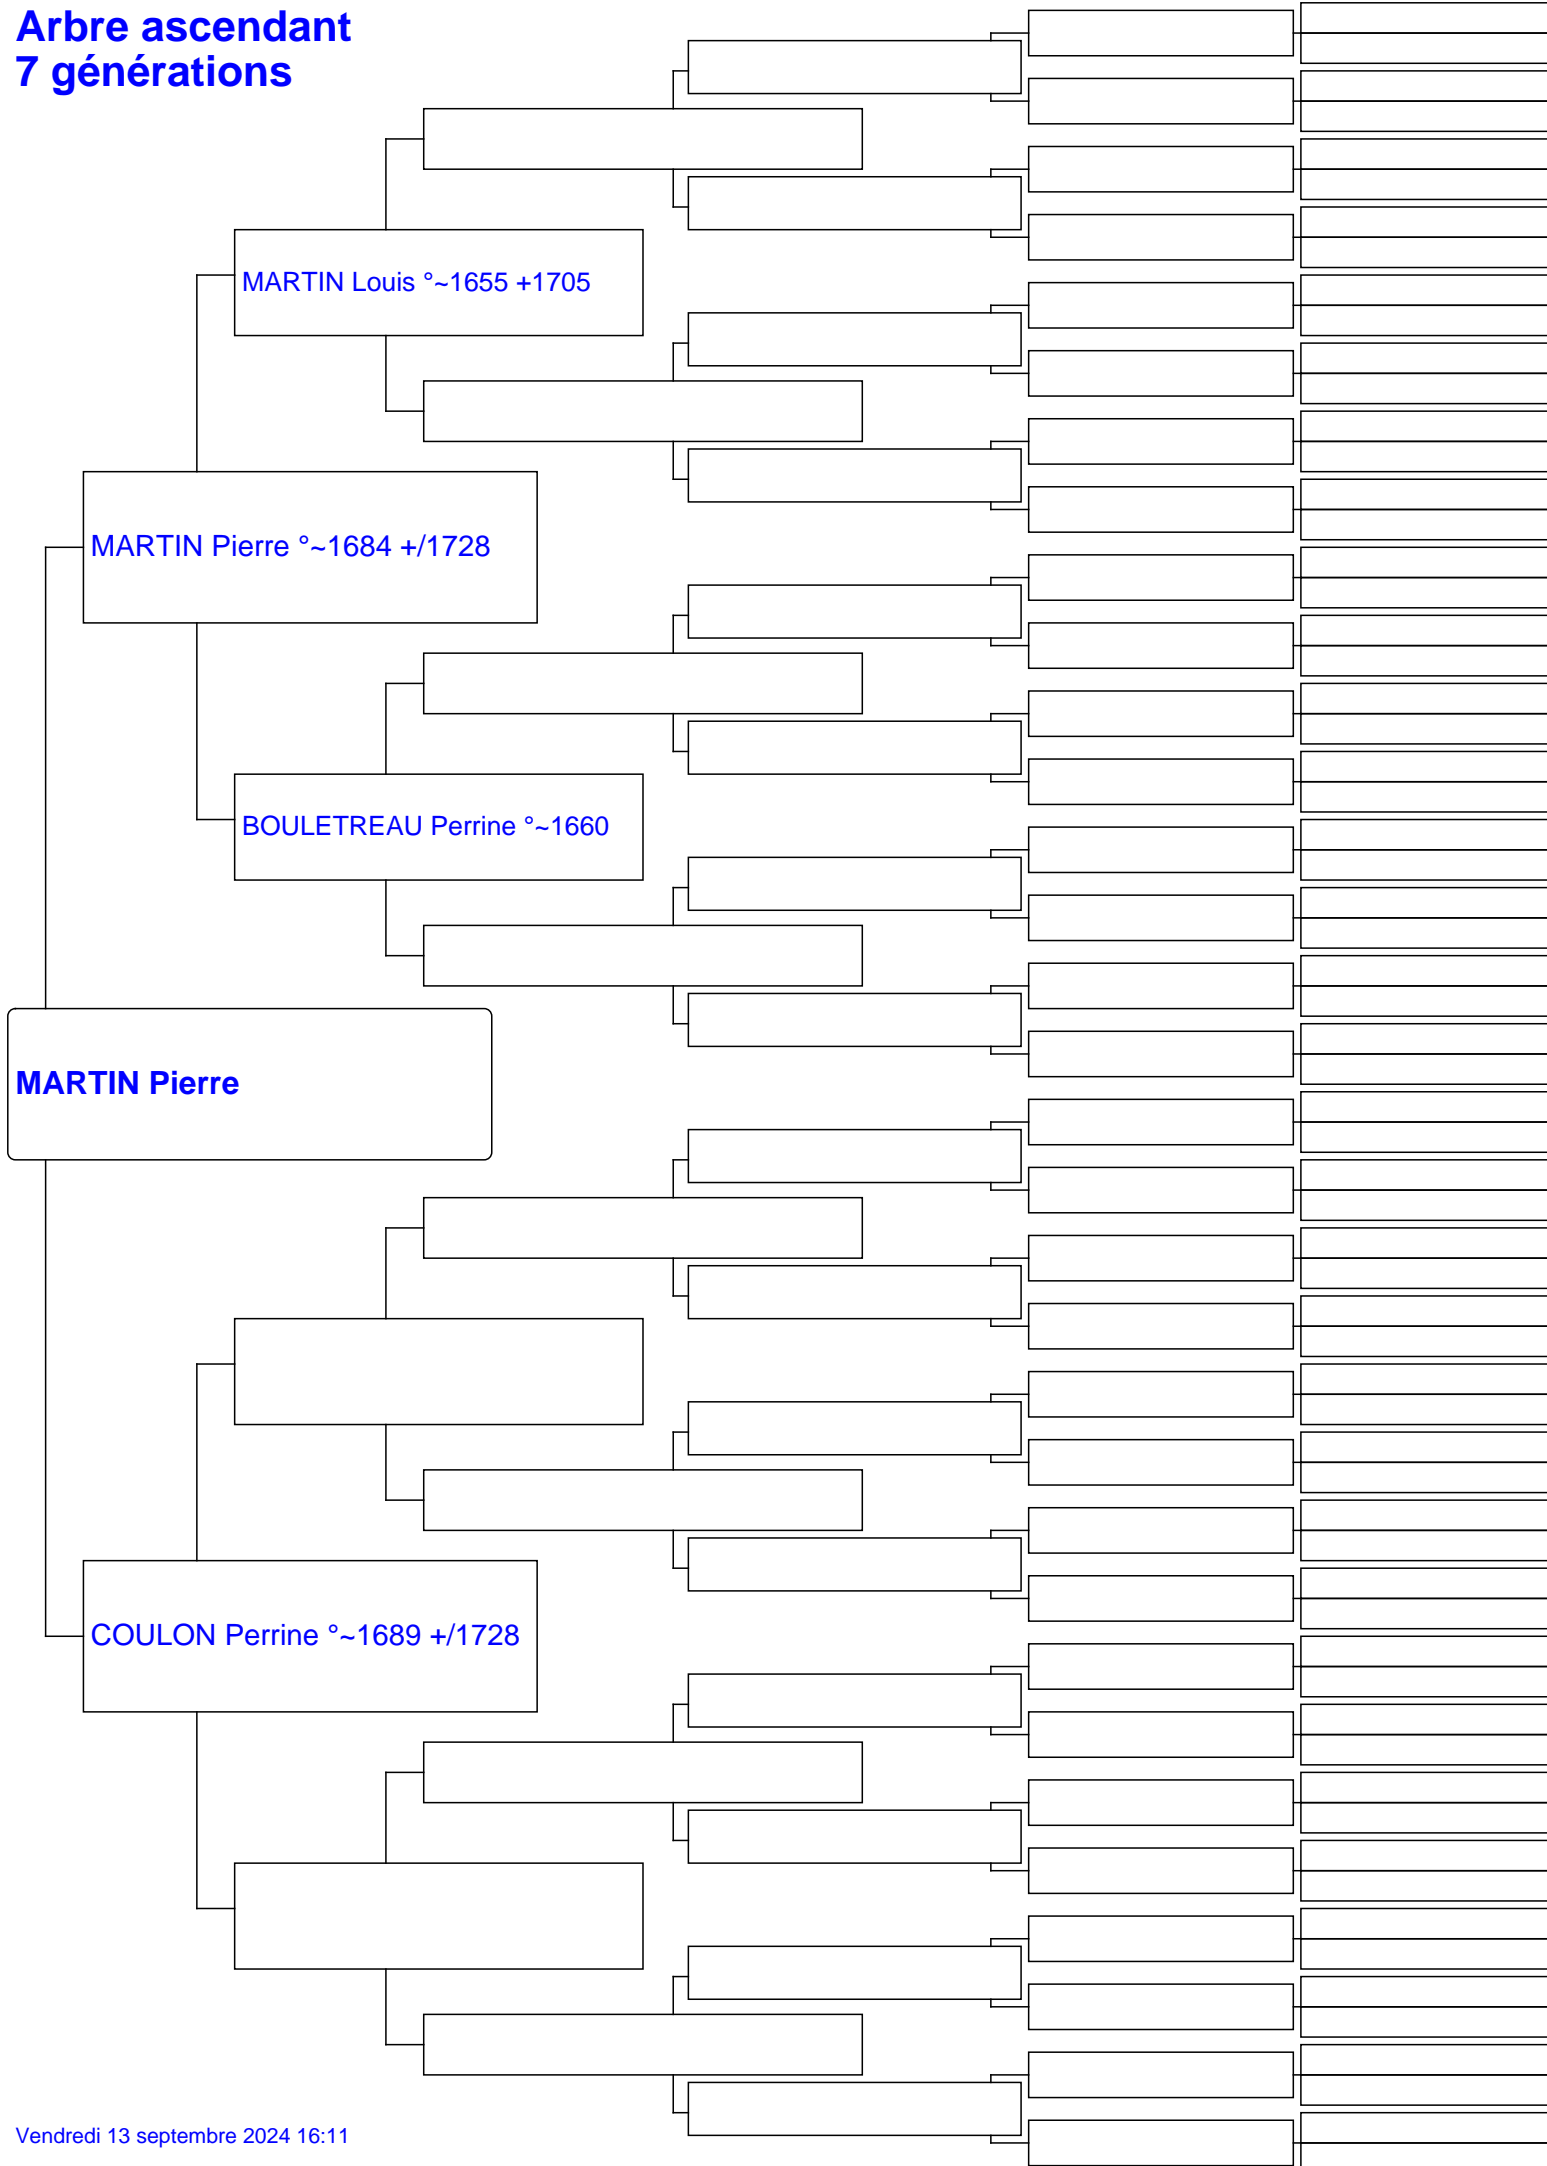 Arbre ascendant
7 générations
MARTIN Louis °~1655 +1705
MARTIN Pierre °~1684 +/1728
BOULETREAU Perrine °~1660
MARTIN Pierre
COULON Perrine °~1689 +/1728
Vendredi 13 septembre 2024 16:11